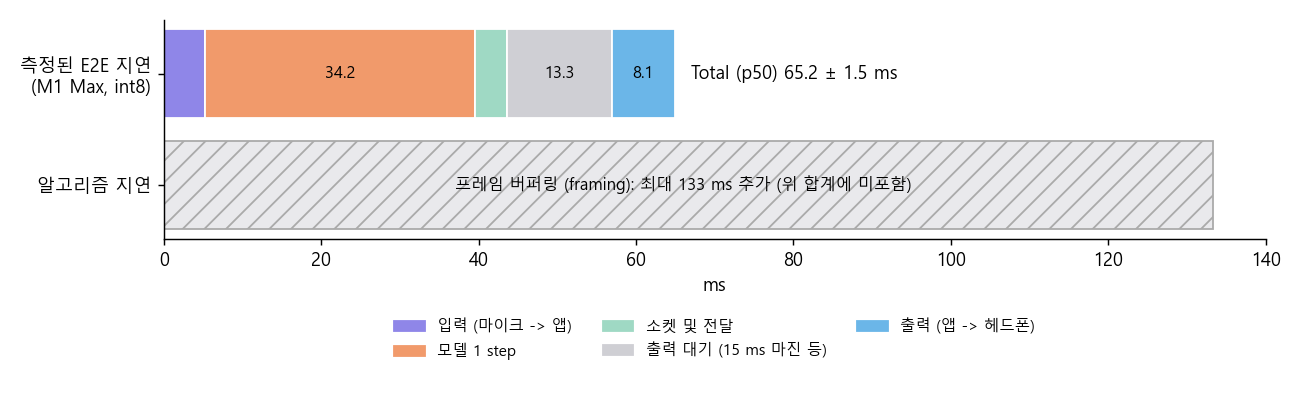 측정된 E2E 지연
(M1 Max, int8)
34.2
13.3
8.1
Total (p50) 65.2 ± 1.5 ms
알고리즘 지연
프레임 버퍼링 (framing): 최대 133 ms 추가 (위 합계에 미포함)
0 20 40 60 80 100 120 140
ms
입력 (마이크 -> 앱)
소켓 및 전달
출력 (앱 -> 헤드폰)
모델 1 step
출력 대기 (15 ms 마진 등)